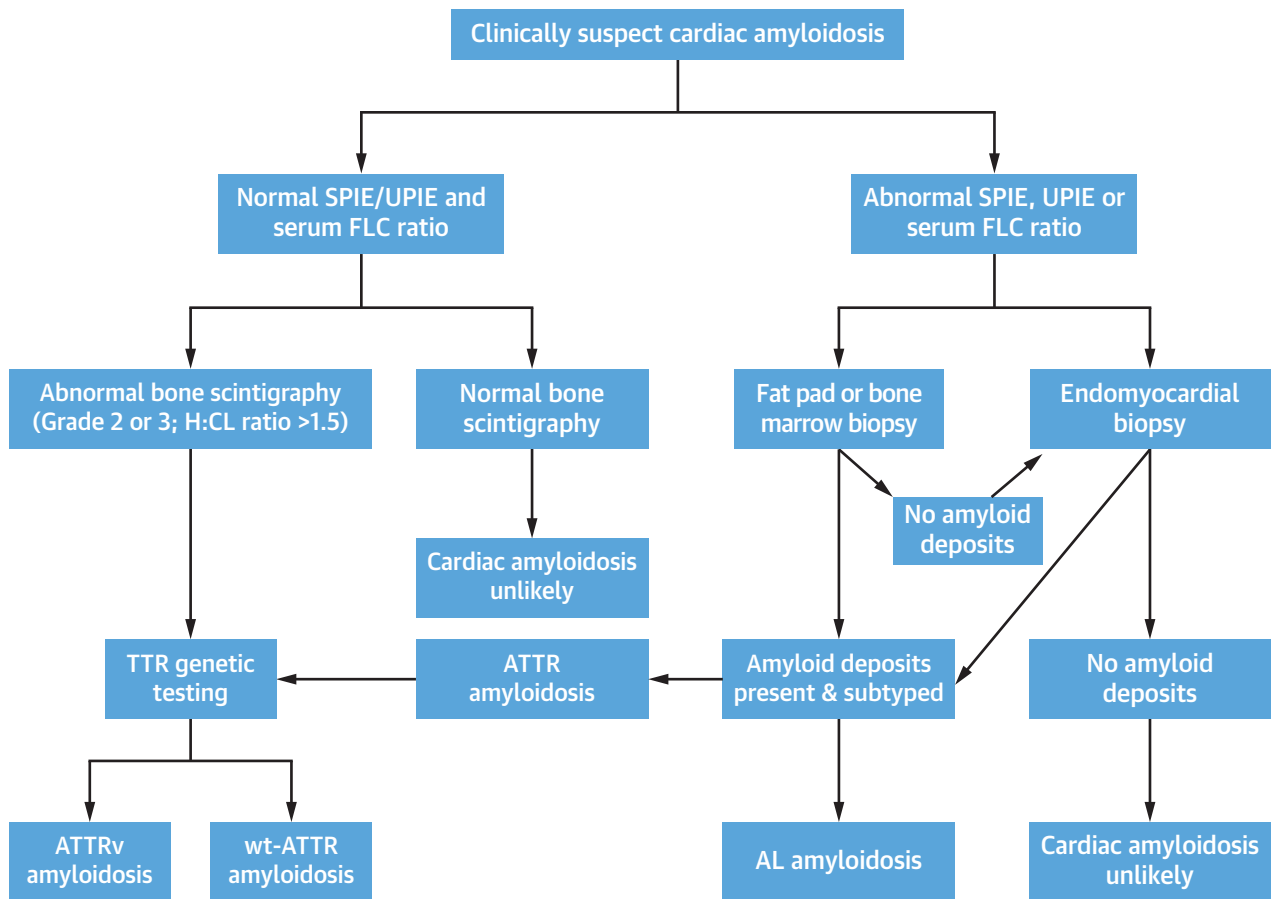 Clinically suspect cardiac amyloidosis
Normal SPIE/UPIE and
serum FLC ratio
Abnormal SPIE, UPIE or
serum FLC ratio
Abnormal bone scintigraphy
(Grade 2 or 3; H:CL ratio >1.5)
Normal bone
scintigraphy
Fat pad or bone
marrow biopsy
Endomyocardial
biopsy
No amyloid
deposits
Cardiac amyloidosis
unlikely
TTR genetic
testing
ATTR
amyloidosis
Amyloid deposits
present & subtyped
No amyloid
deposits
ATTRv
amyloidosis
wt-ATTR
amyloidosis
AL amyloidosis
Cardiac amyloidosis
unlikely